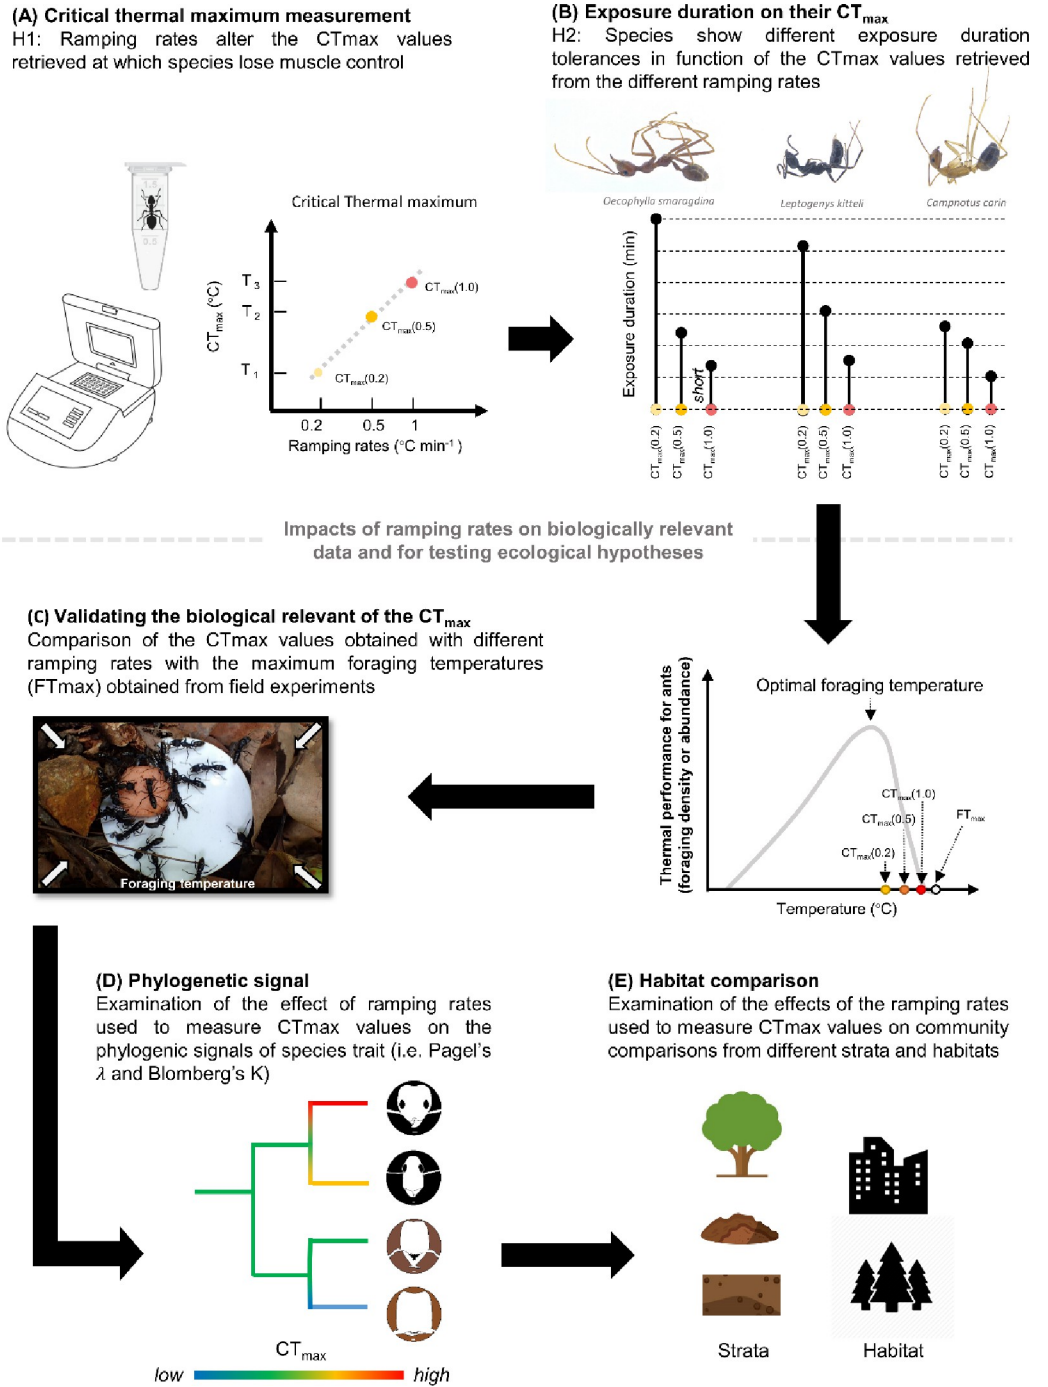 (A) Critical thermal maximum measurement
H1: Ramping rates alter the CTmax values
retrieved at which species lose muscle control
1.5
0.5
Critical Thermal maximum
CTmax (°C)
T3
T2
T1
CTmax(1.0)
CTmax(0.5)
CTmax(0.2)
0.2 0.5 1
Ramping rates (°C min-1)
(B) Exposure duration on their CTmax
H2: Species show different exposure duration
tolerances in function of the CTmax values retrieved
from the different ramping rates
Oecophylla smaragdina
Leptogenys kitteli
Campnotus carin
Exposure duration (min)
short
CTmax(0.2)
CTmax(0.5)
CTmax(1.0)
CTmax(0.2)
CTmax(0.5)
CTmax(1.0)
CTmax(0.2)
CTmax(0.5)
CTmax(1.0)
Impacts of ramping rates on biologically relevant
data and for testing ecological hypotheses
(C) Validating the biological relevant of the CTmax
Comparison of the CTmax values obtained with different
ramping rates with the maximum foraging temperatures
(FTmax) obtained from field experiments
Foraging temperature
Thermal performance for ants
(foraging density or abundance)
Optimal foraging temperature
CTmax(1.0)
CTmax(0.5)
FTmax
CTmax(0.2)
Temperature (°C)
(D) Phylogenetic signal
Examination of the effect of ramping rates
used to measure CTmax values on the
phylogenic signals of species trait (i.e. Pagel's
λ and Blomberg's K)
CTmax
low high
(E) Habitat comparison
Examination of the effects of the ramping rates
used to measure CTmax values on community
comparisons from different strata and habitats
Strata Habitat